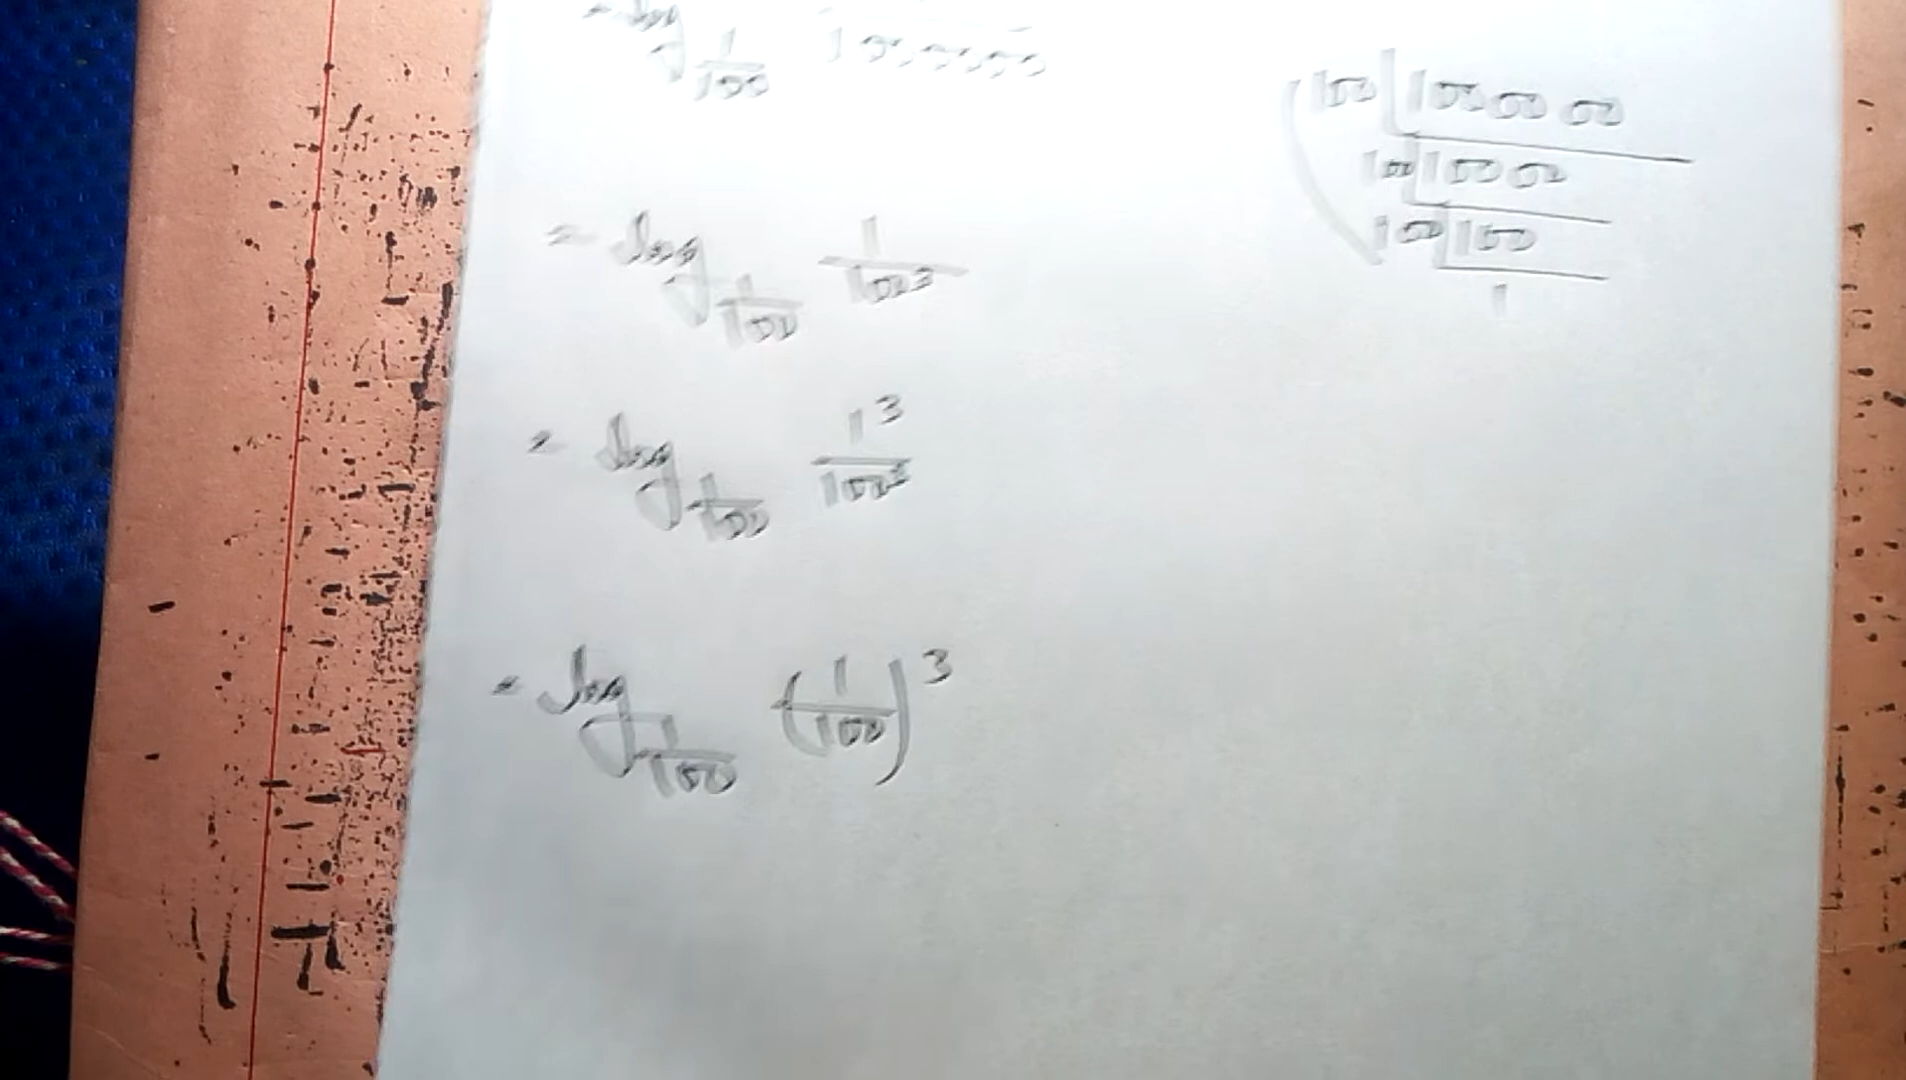 = log 1/100 1000000
= log 1/100 1/100³
= log 1/100 1³/100³
= log 1/100 (1/100)³
100 | 1000000
100 | 10000
100 | 100
1